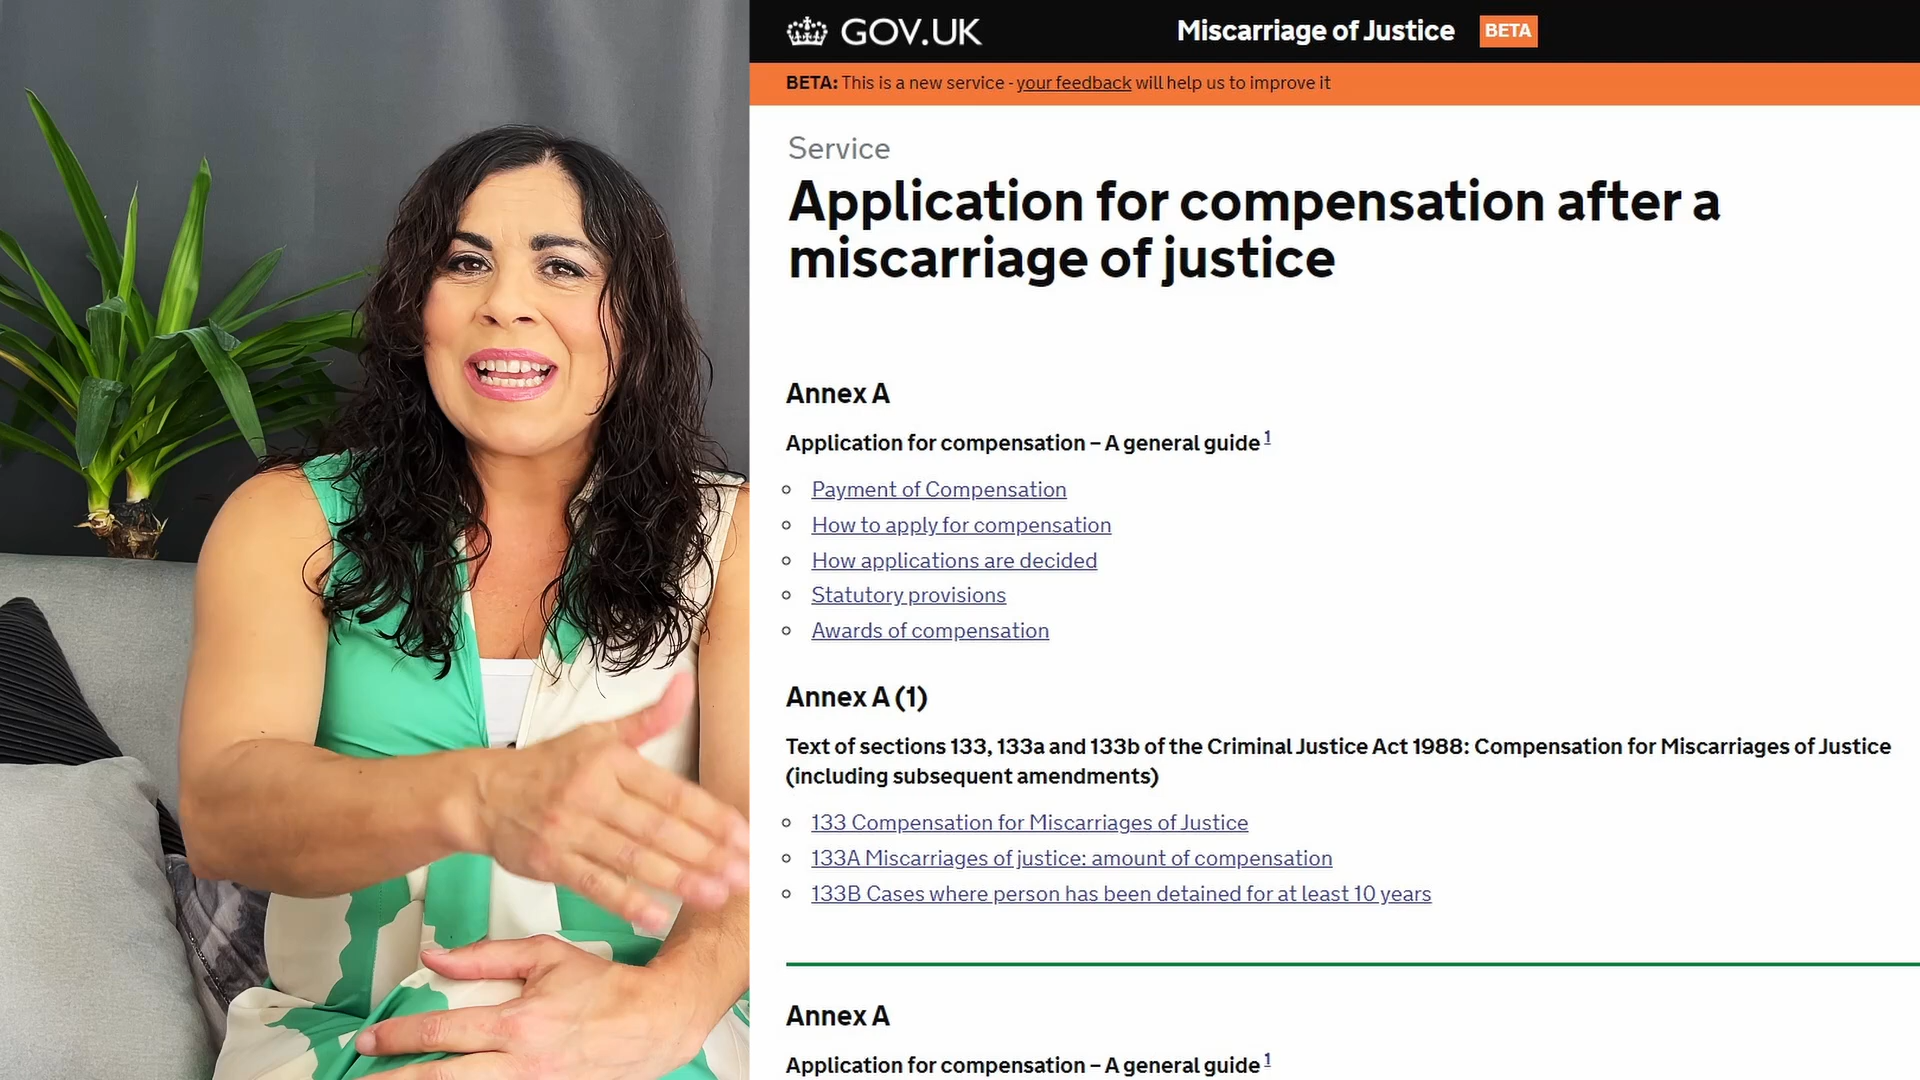 GOV.UK
Miscarriage of Justice BETA
BETA: This is a new service - your feedback will help us to improve it
Service
Application for compensation after a
miscarriage of justice
Annex A
Application for compensation – A general guide 1
Payment of Compensation
How to apply for compensation
How applications are decided
Statutory provisions
Awards of compensation
Annex A (1)
Text of sections 133, 133a and 133b of the Criminal Justice Act 1988: Compensation for Miscarriages of Justice
(including subsequent amendments)
133 Compensation for Miscarriages of Justice
133A Miscarriages of justice: amount of compensation
133B Cases where person has been detained for at least 10 years
Annex A
Application for compensation – A general guide 1